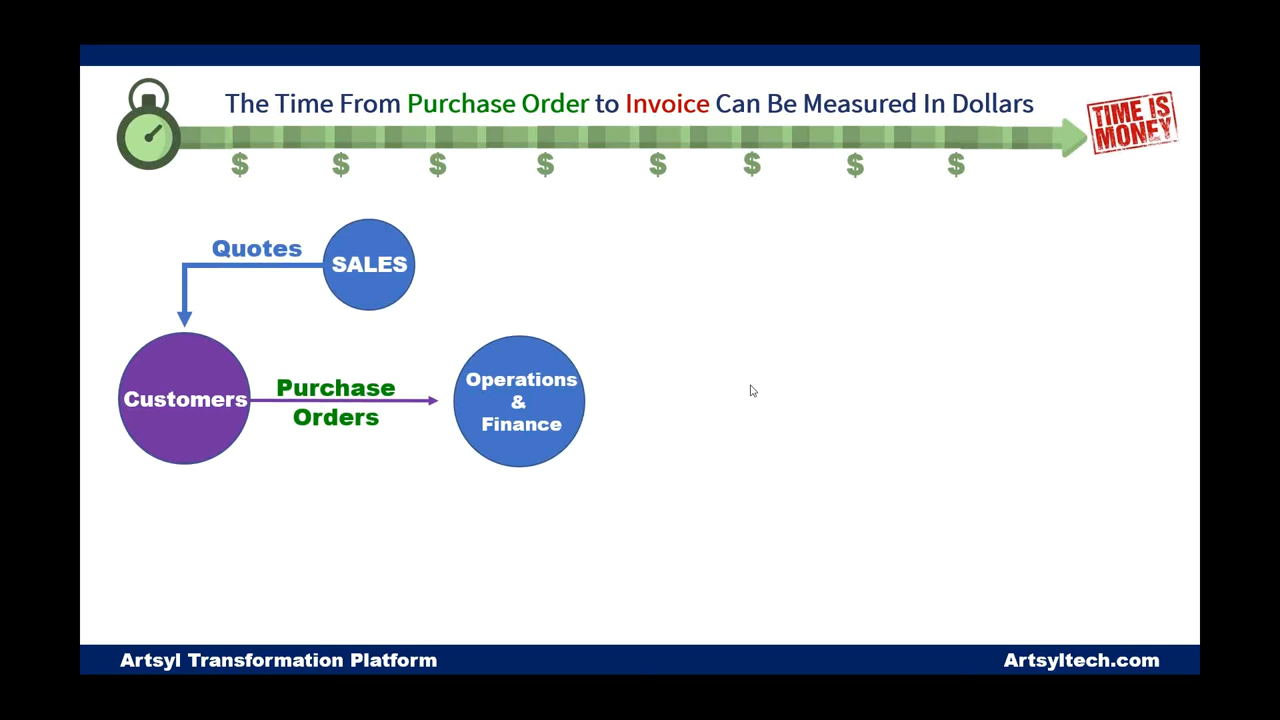 The Time From Purchase Order to Invoice Can Be Measured In Dollars
TIME IS
MONEY
$ $ $ $ $ $ $ $
Quotes
SALES
Customers
Purchase
Orders
Operations
&
Finance
Artsyl Transformation Platform
Artsyltech.com